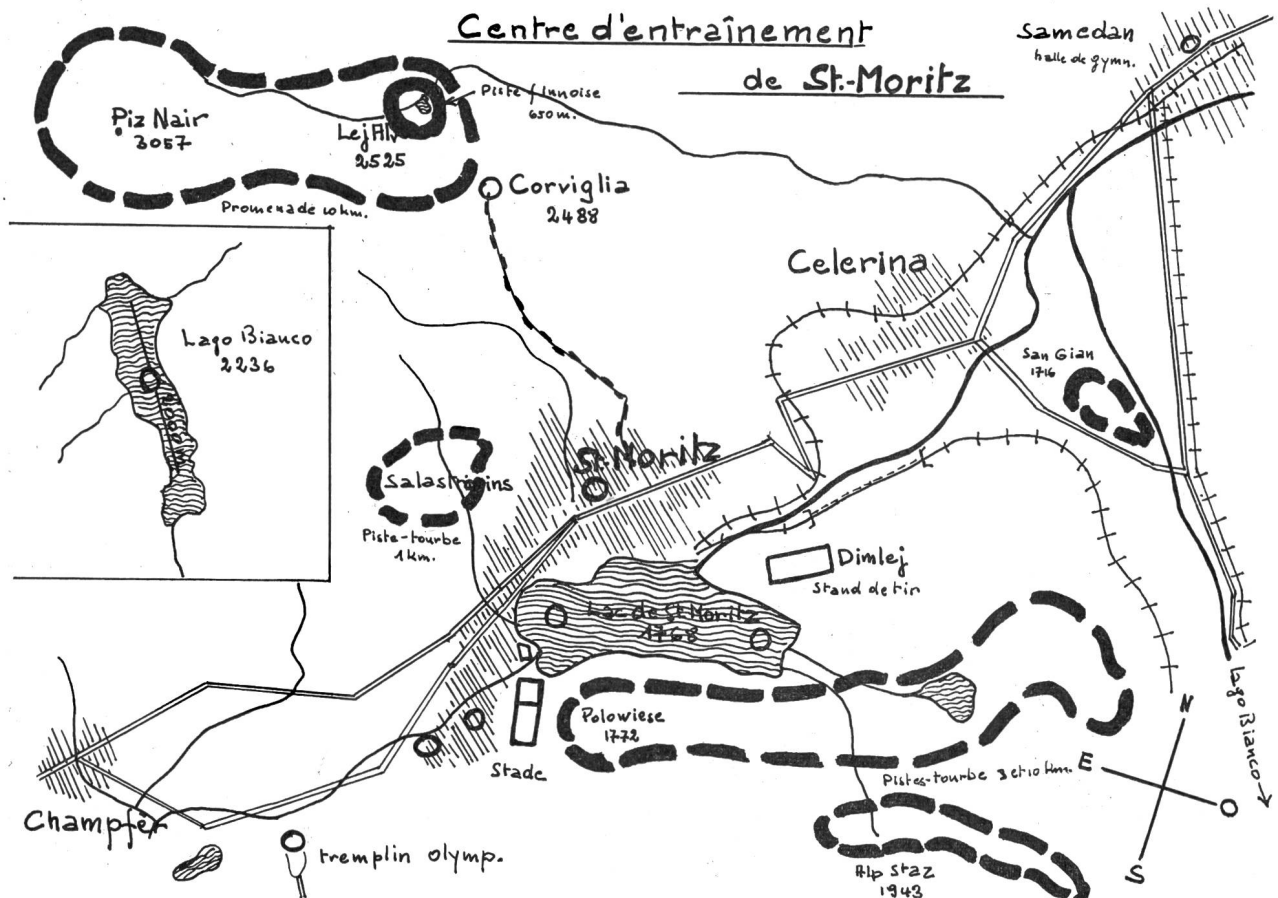 Centre d'entraînement
de St.-Moritz
Samedan
halle de gymn.
Piste finnoise
650 m.
Piz Nair
3057
Lej Alv
2525
Corviglia
2488
Promenade 10 km.
Celerina
Lago Bianco
2236
San Gian
1716
St.-Moritz
Salastrains
Piste-tourbe
1 km.
Dimlej
Stand de tir
Lac de St. Moritz
1768
Polowiese
1772
Stade
Pistes-tourbe 3 et 10 km.
N
E
O
S
Lago Bianco
Champfèr
tremplin olymp.
Alp Staz
1943